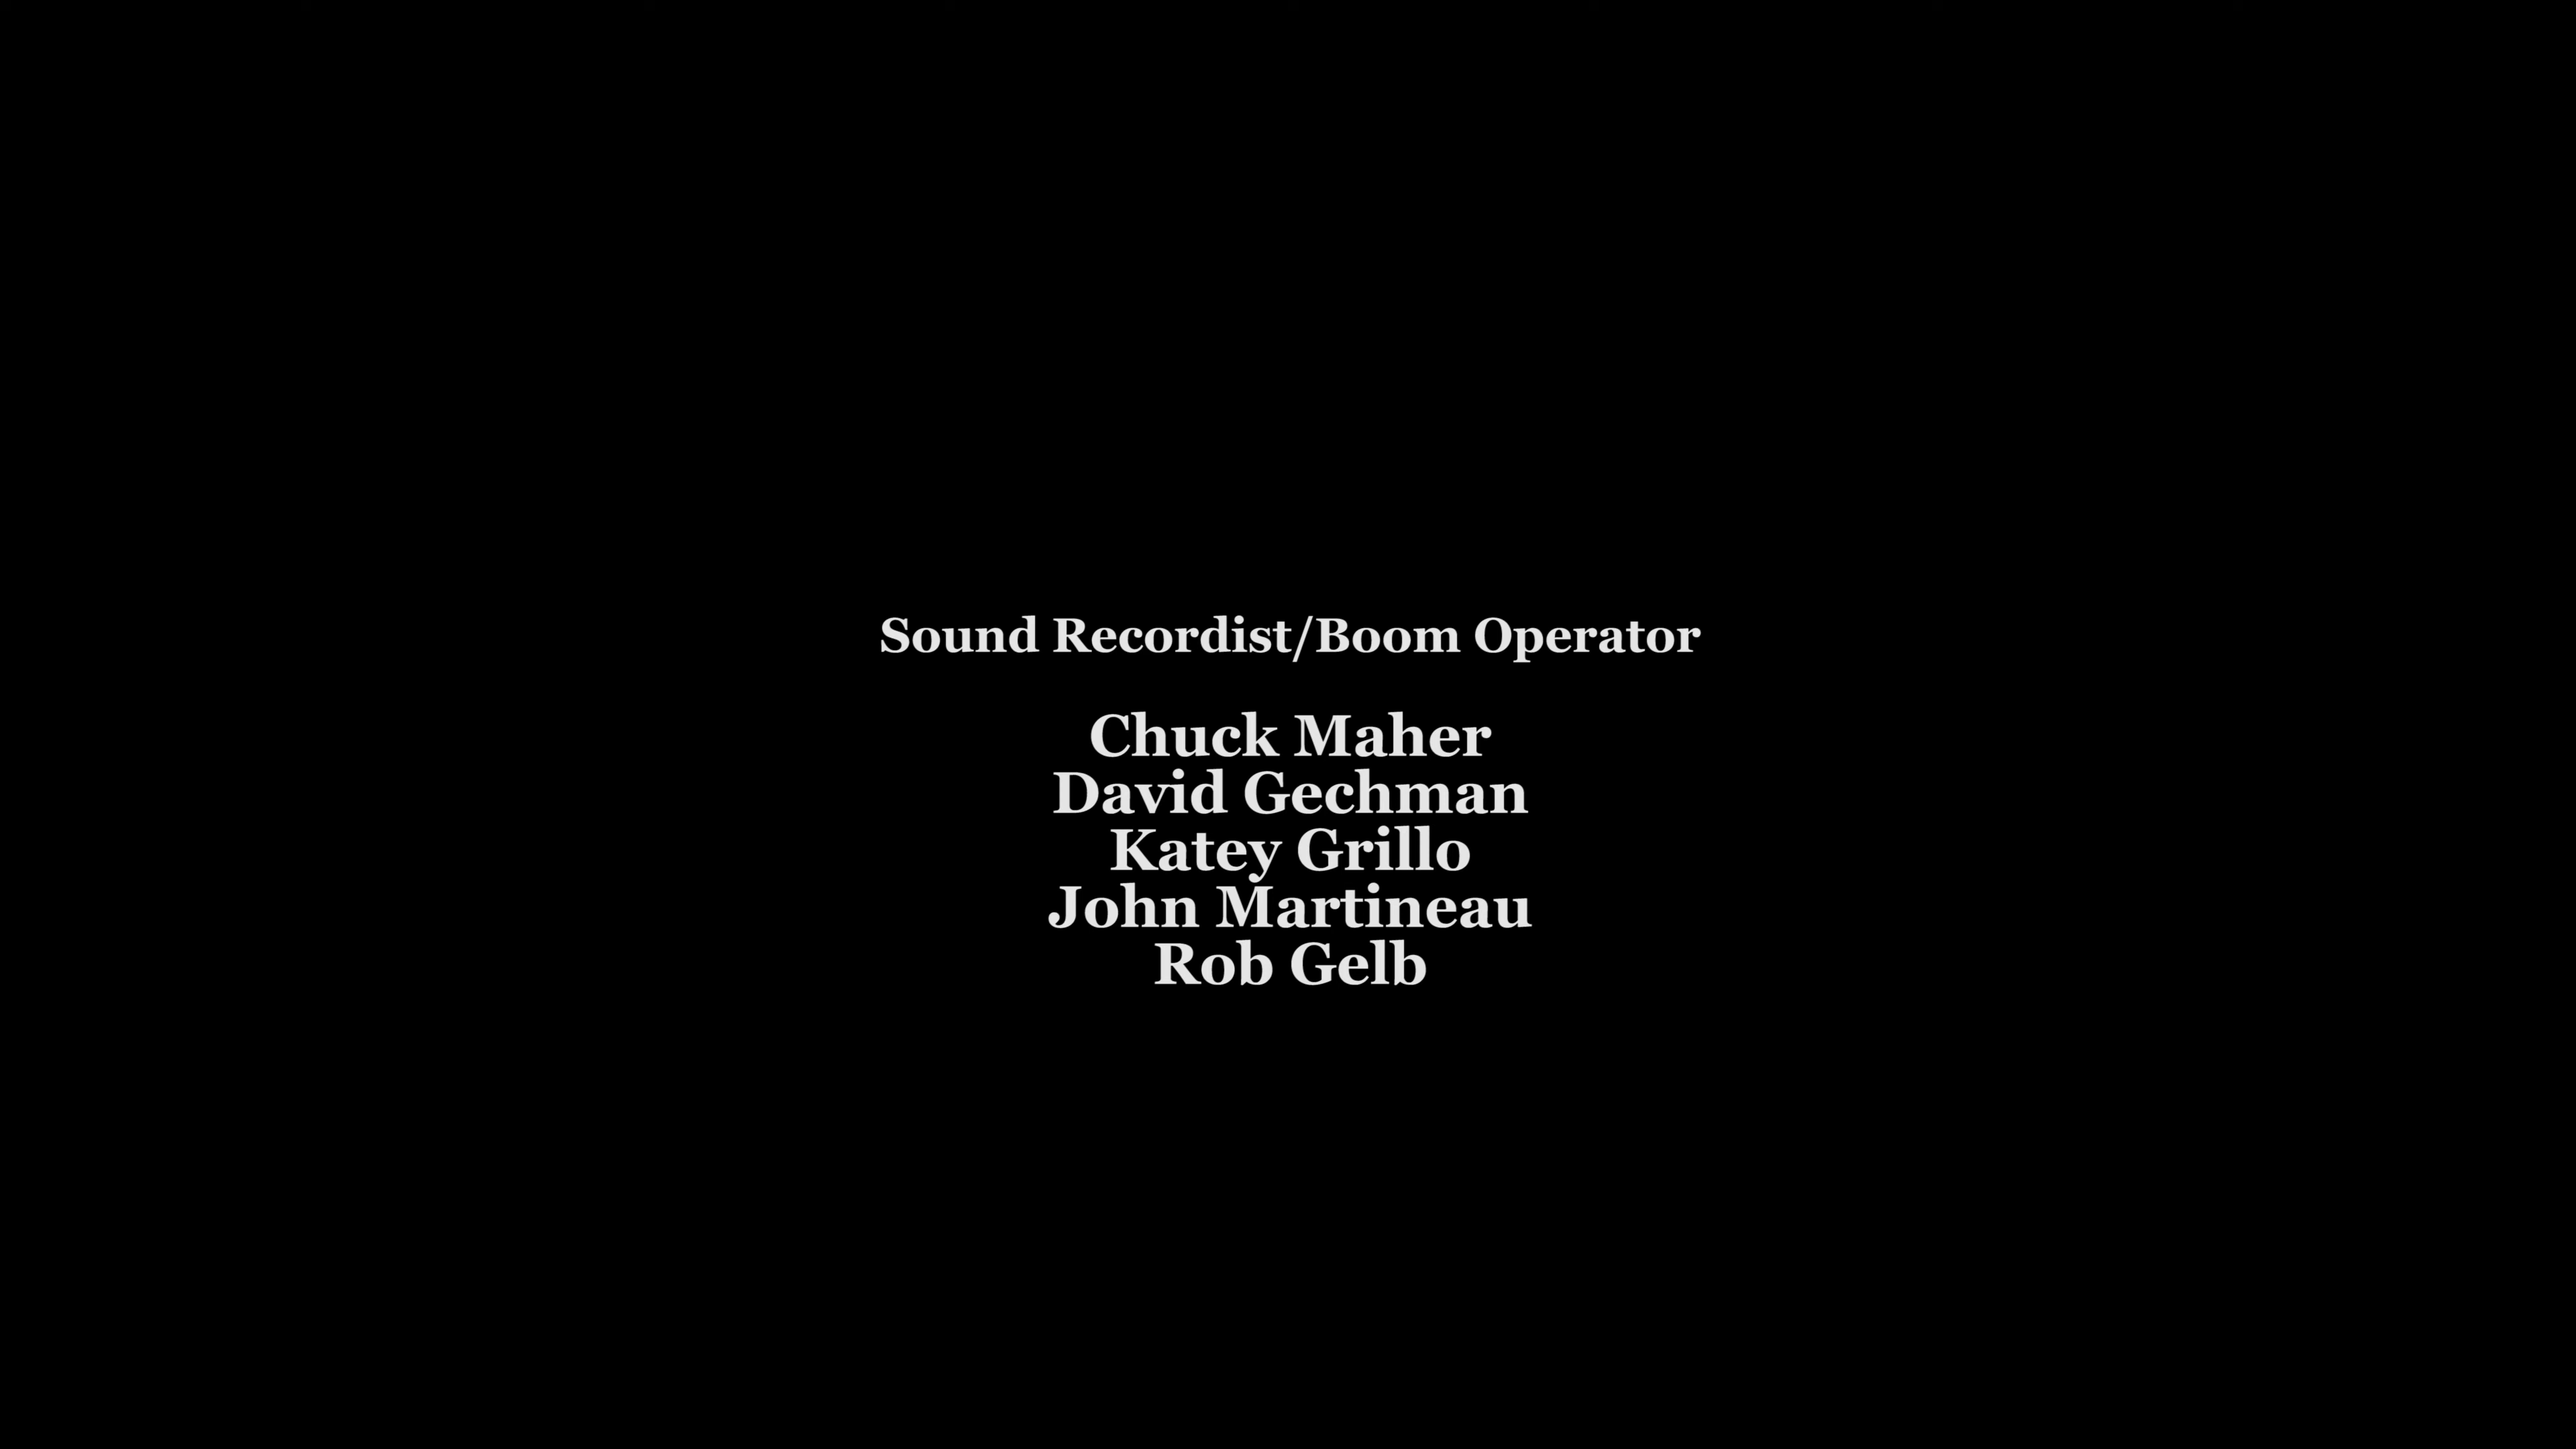 Sound Recordist/Boom Operator
Chuck Maher
David Gechman
Katey Grillo
John Martineau
Rob Gelb